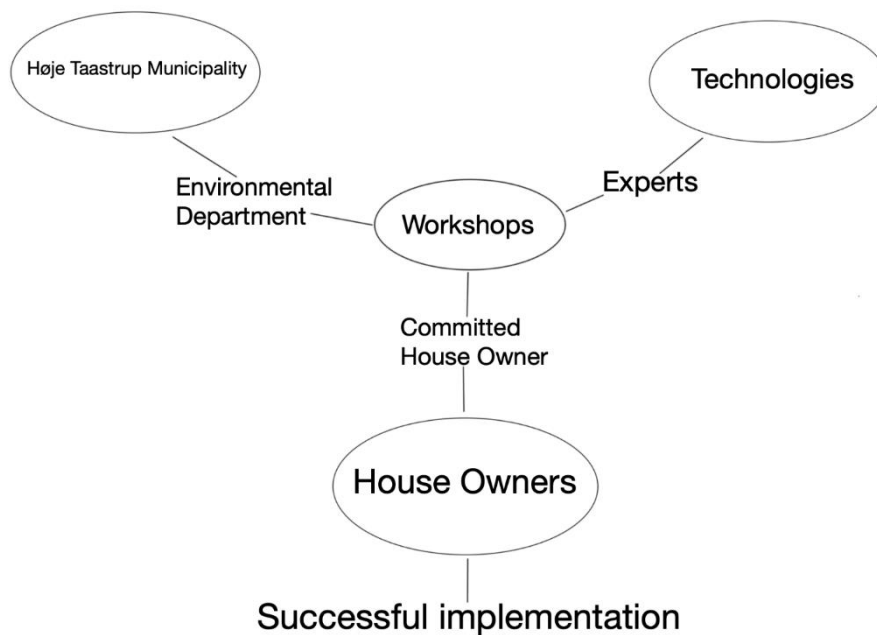 Høje Taastrup Municipality
Technologies
Environmental
Department
Experts
Workshops
Committed
House Owner
House Owners
Successful implementation